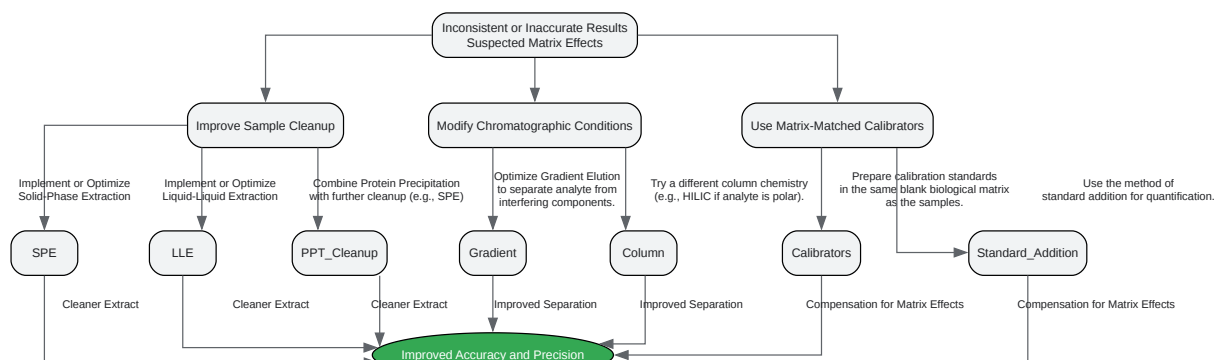 Inconsistent or Inaccurate Results
Suspected Matrix Effects
Improve Sample Cleanup
Modify Chromatographic Conditions
Use Matrix-Matched Calibrators
Implement or Optimize
Solid-Phase Extraction
Implement or Optimize
Liquid-Liquid Extraction
Combine Protein Precipitation
with further cleanup (e.g., SPE)
Optimize Gradient Elution
to separate analyte from
interfering components.
Try a different column chemistry
(e.g., HILIC if analyte is polar).
Prepare calibration standards
in the same blank biological matrix
as the samples.
Use the method of
standard addition for quantification.
SPE
LLE
PPT_Cleanup
Gradient
Column
Calibrators
Standard_Addition
Cleaner Extract
Cleaner Extract
Cleaner Extract
Improved Separation
Improved Separation
Compensation for Matrix Effects
Compensation for Matrix Effects
Improved Accuracy and Precision